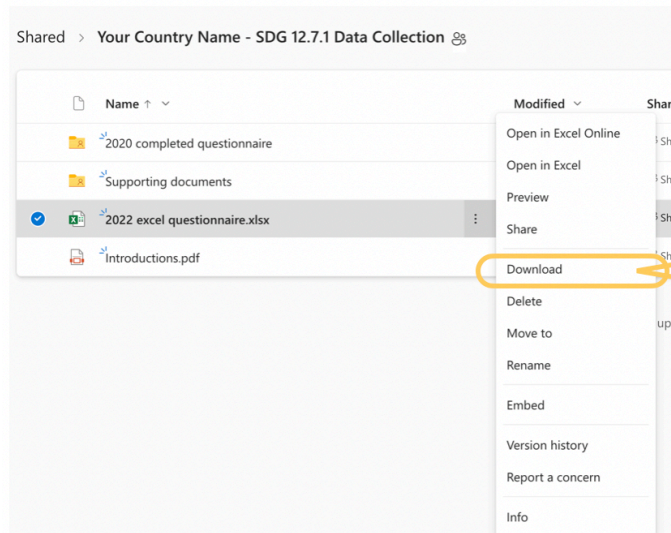 Shared > Your Country Name - SDG 12.7.1 Data Collection
Name Modified
2020 completed questionnaire
Supporting documents
2022 excel questionnaire.xlsx
Introductions.pdf
Open in Excel Online
Open in Excel
Preview
Share
Download
Delete
Move to
Rename
Embed
Version history
Report a concern
Info